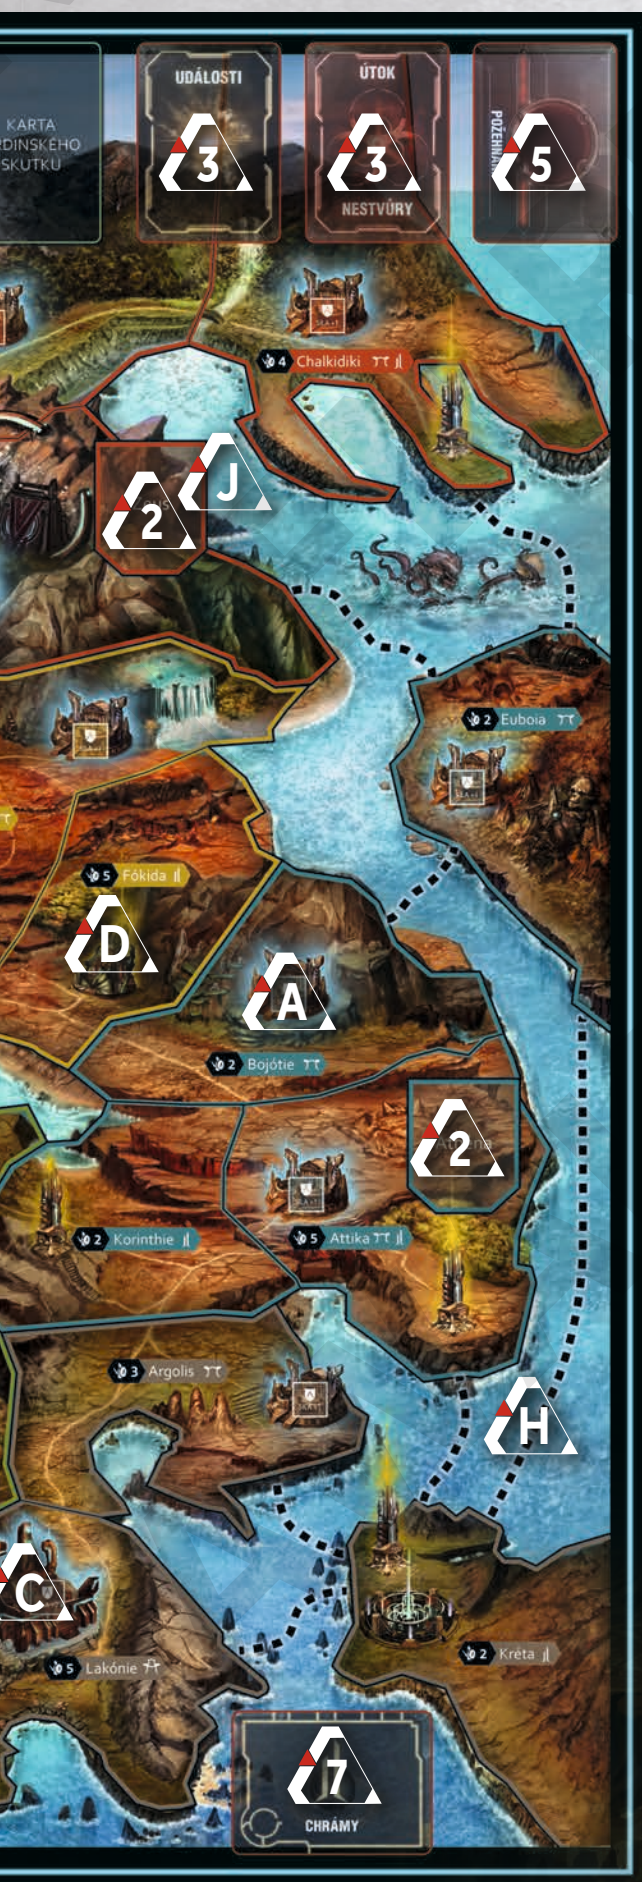 KARTA
RDINSKÉHO
SKUTKU
UDÁLOSTI
3
ÚTOK
3
NESTVŮRY
POŽEHNÁ
5
4 Chalkidiki
J
2
2 Euboia
5 Fókida
D
A
2 Bojótie
2
2 Korinthie
5 Attika
3 Argolis
H
C
5 Lakónie
2 Kréta
7
CHRÁMY